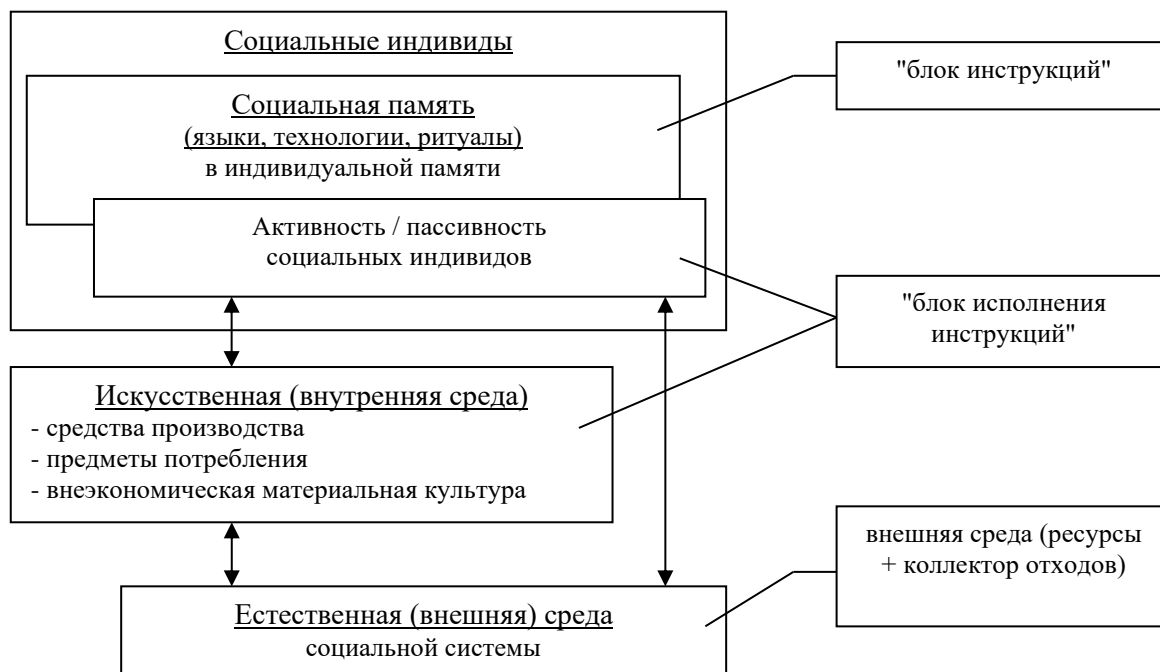 Социальные индивиды
Социальная память
(языки, технологии, ритуалы)
в индивидуальной памяти
Активность / пассивность
социальных индивидов
Искусственная (внутренняя среда)
- средства производства
- предметы потребления
- внеэкономическая материальная культура
Естественная (внешняя) среда
социальной системы
"блок инструкций"
"блок исполнения
инструкций"
внешняя среда (ресурсы
+ коллектор отходов)